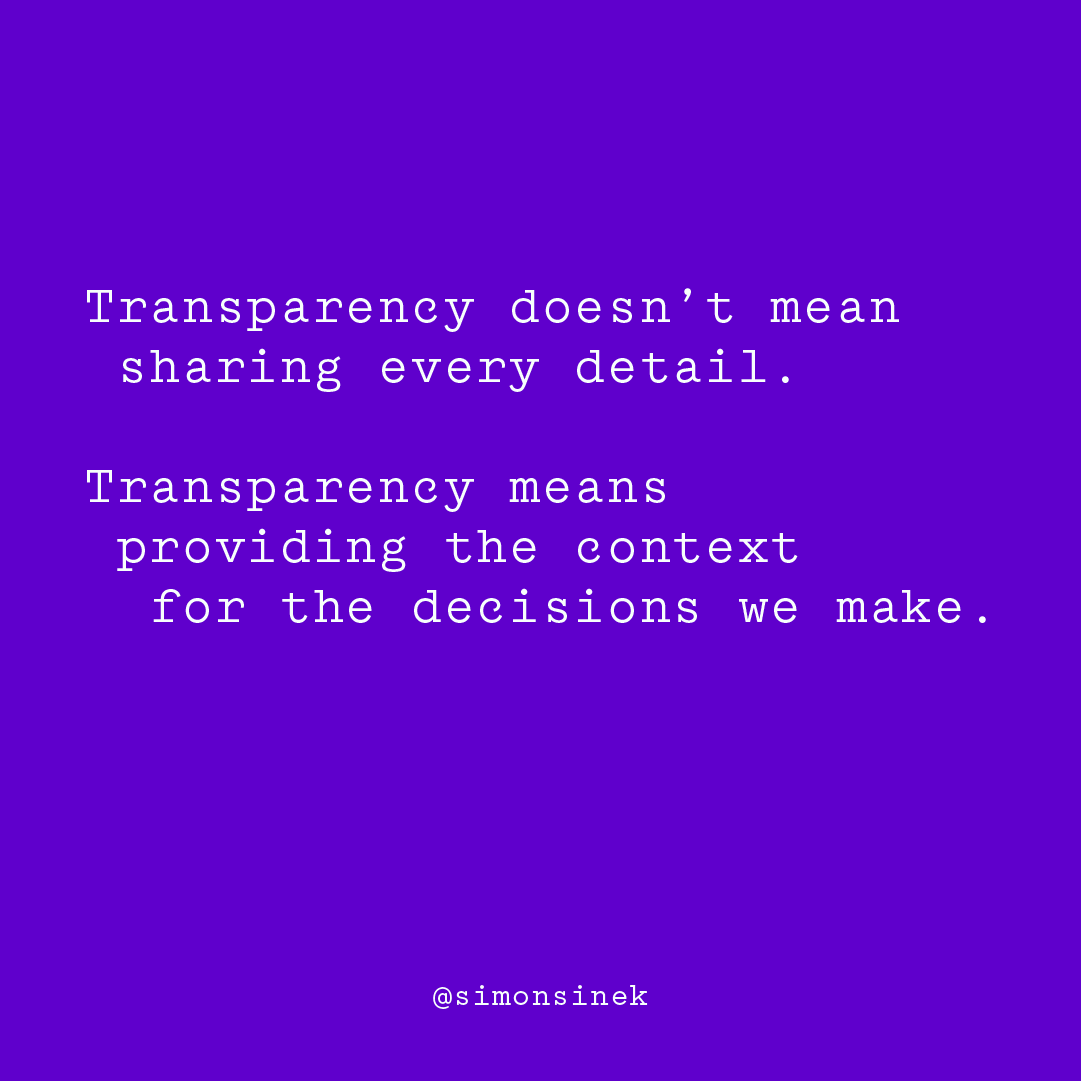 Transparency doesn’t mean
sharing every detail.
Transparency means
providing the context
for the decisions we make.
@simonsinek